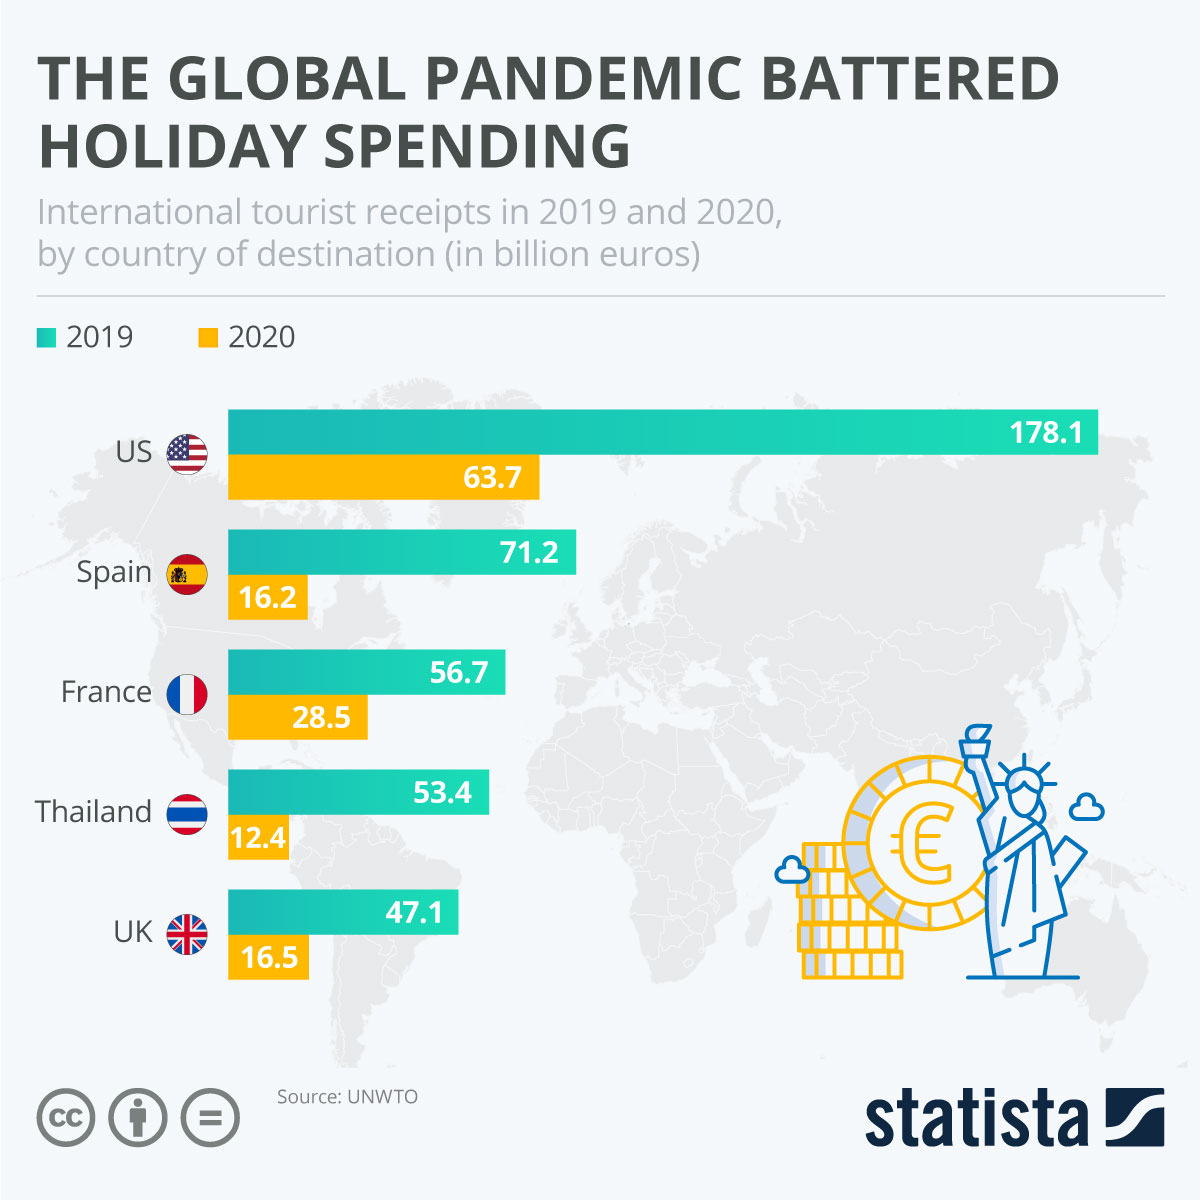 THE GLOBAL PANDEMIC BATTERED
HOLIDAY SPENDING
International tourist receipts in 2019 and 2020,
by country of destination (in billion euros)
2019 2020
US
178.1
63.7
Spain
71.2
16.2
France
56.7
28.5
Thailand
53.4
12.4
UK
47.1
16.5
€
cc
=
Source: UNWTO
statista